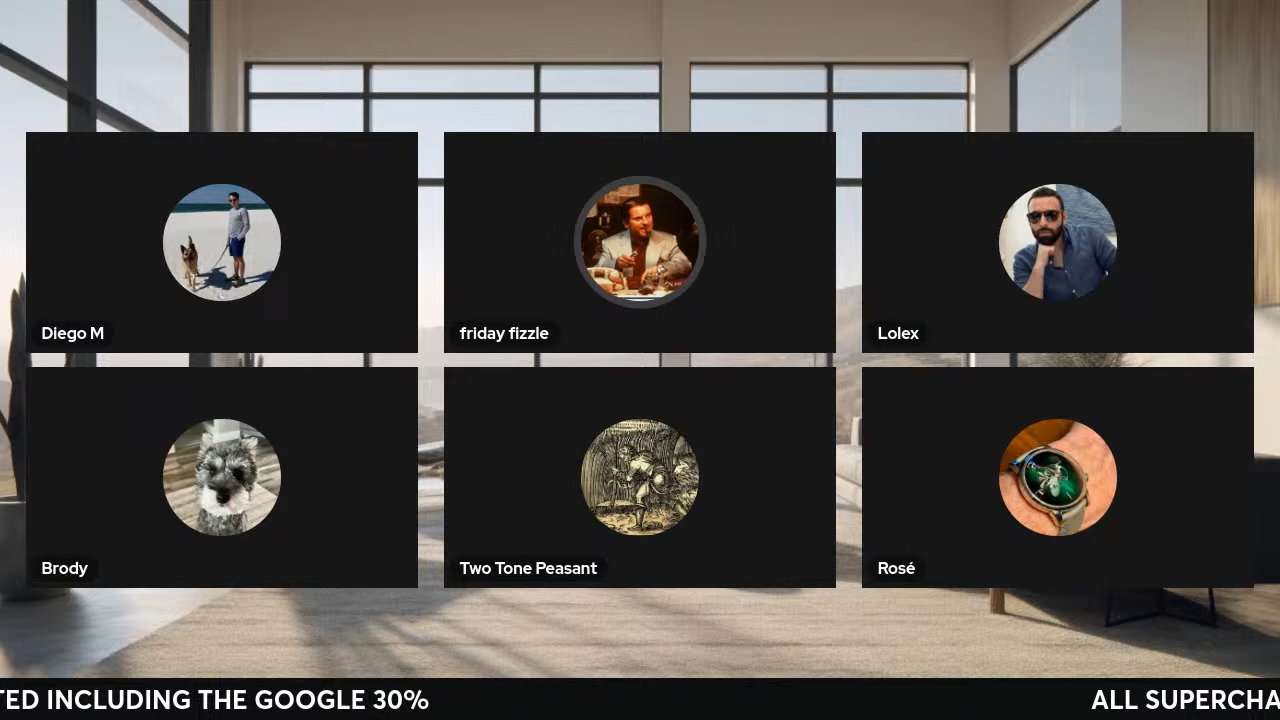 Diego M
friday fizzle
Lolex
Brody
Two Tone Peasant
Rosé
TED INCLUDING THE GOOGLE 30%
ALL SUPERCHA